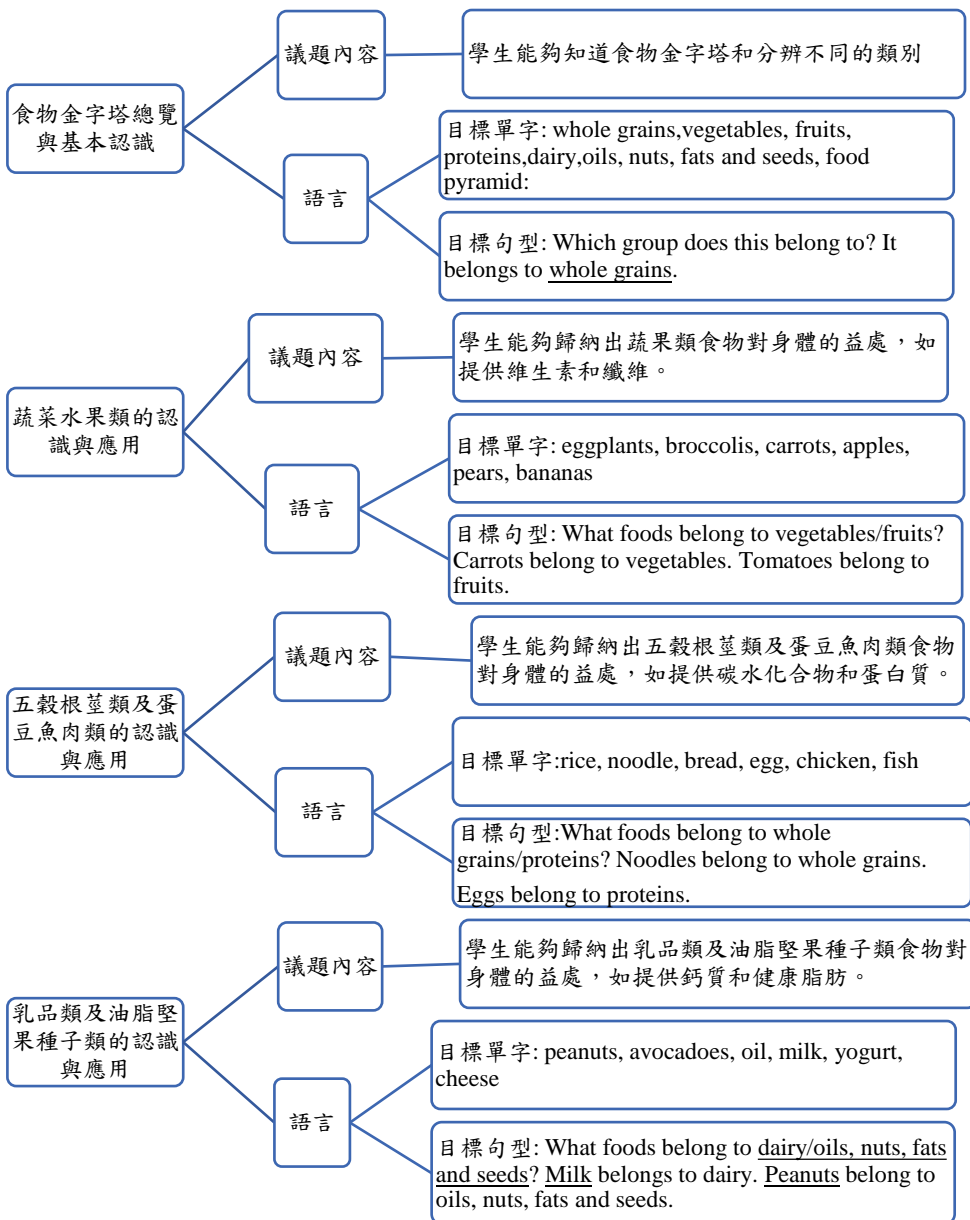 食物金字塔總覽
與基本認識
議題內容
學生能夠知道食物金字塔和分辨不同的類別
語言
目標單字: whole grains,vegetables, fruits,
proteins,dairy,oils, nuts, fats and seeds, food
pyramid:
目標句型: Which group does this belong to? It
belongs to whole grains.
蔬菜水果類的認
識與應用
議題內容
學生能夠歸納出蔬果類食物對身體的益處，如
提供維生素和纖維。
語言
目標單字: eggplants, broccolis, carrots, apples,
pears, bananas
目標句型: What foods belong to vegetables/fruits?
Carrots belong to vegetables. Tomatoes belong to
fruits.
五穀根莖類及蛋
豆魚肉類的認識
與應用
議題內容
學生能夠歸納出五穀根莖類及蛋豆魚肉類食物
對身體的益處，如提供碳水化合物和蛋白質。
語言
目標單字:rice, noodle, bread, egg, chicken, fish
目標句型:What foods belong to whole
grains/proteins? Noodles belong to whole grains.
Eggs belong to proteins.
乳品類及油脂堅
果種子類的認識
與應用
議題內容
學生能夠歸納出乳品類及油脂堅果種子類食物對
身體的益處，如提供鈣質和健康脂肪。
語言
目標單字: peanuts, avocadoes, oil, milk, yogurt,
cheese
目標句型: What foods belong to dairy/oils, nuts, fats
and seeds? Milk belongs to dairy. Peanuts belong to
oils, nuts, fats and seeds.